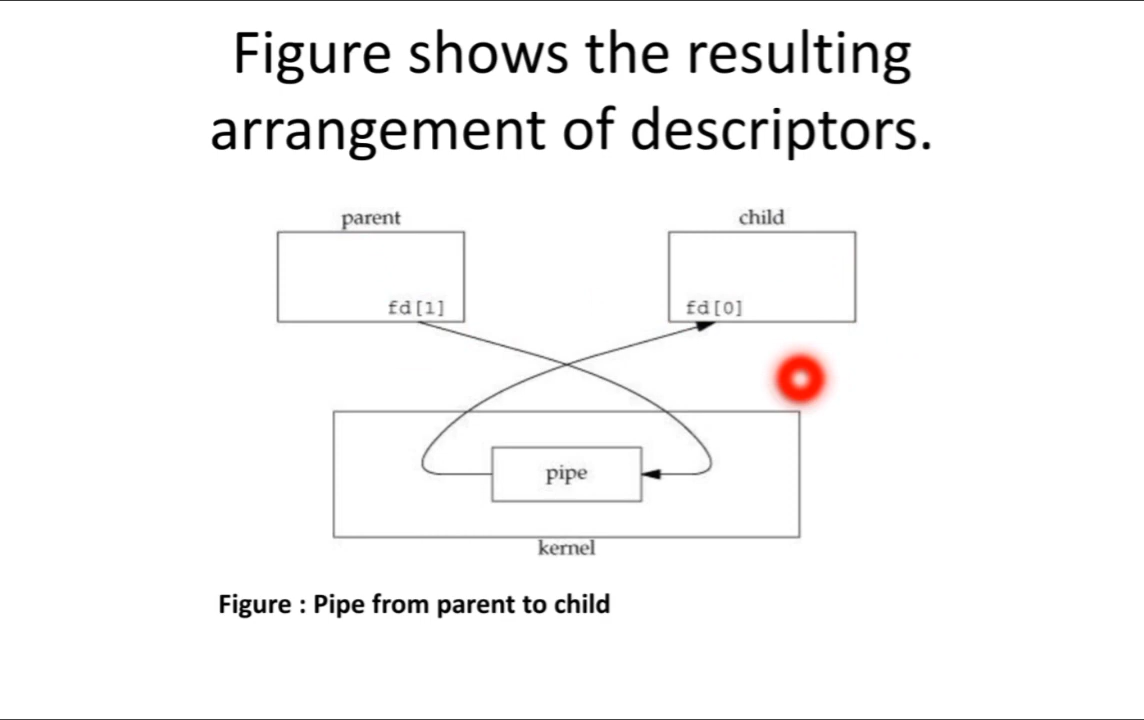 Figure shows the resulting
arrangement of descriptors.
parent
child
fd[1]
fd[0]
pipe
kernel
Figure : Pipe from parent to child